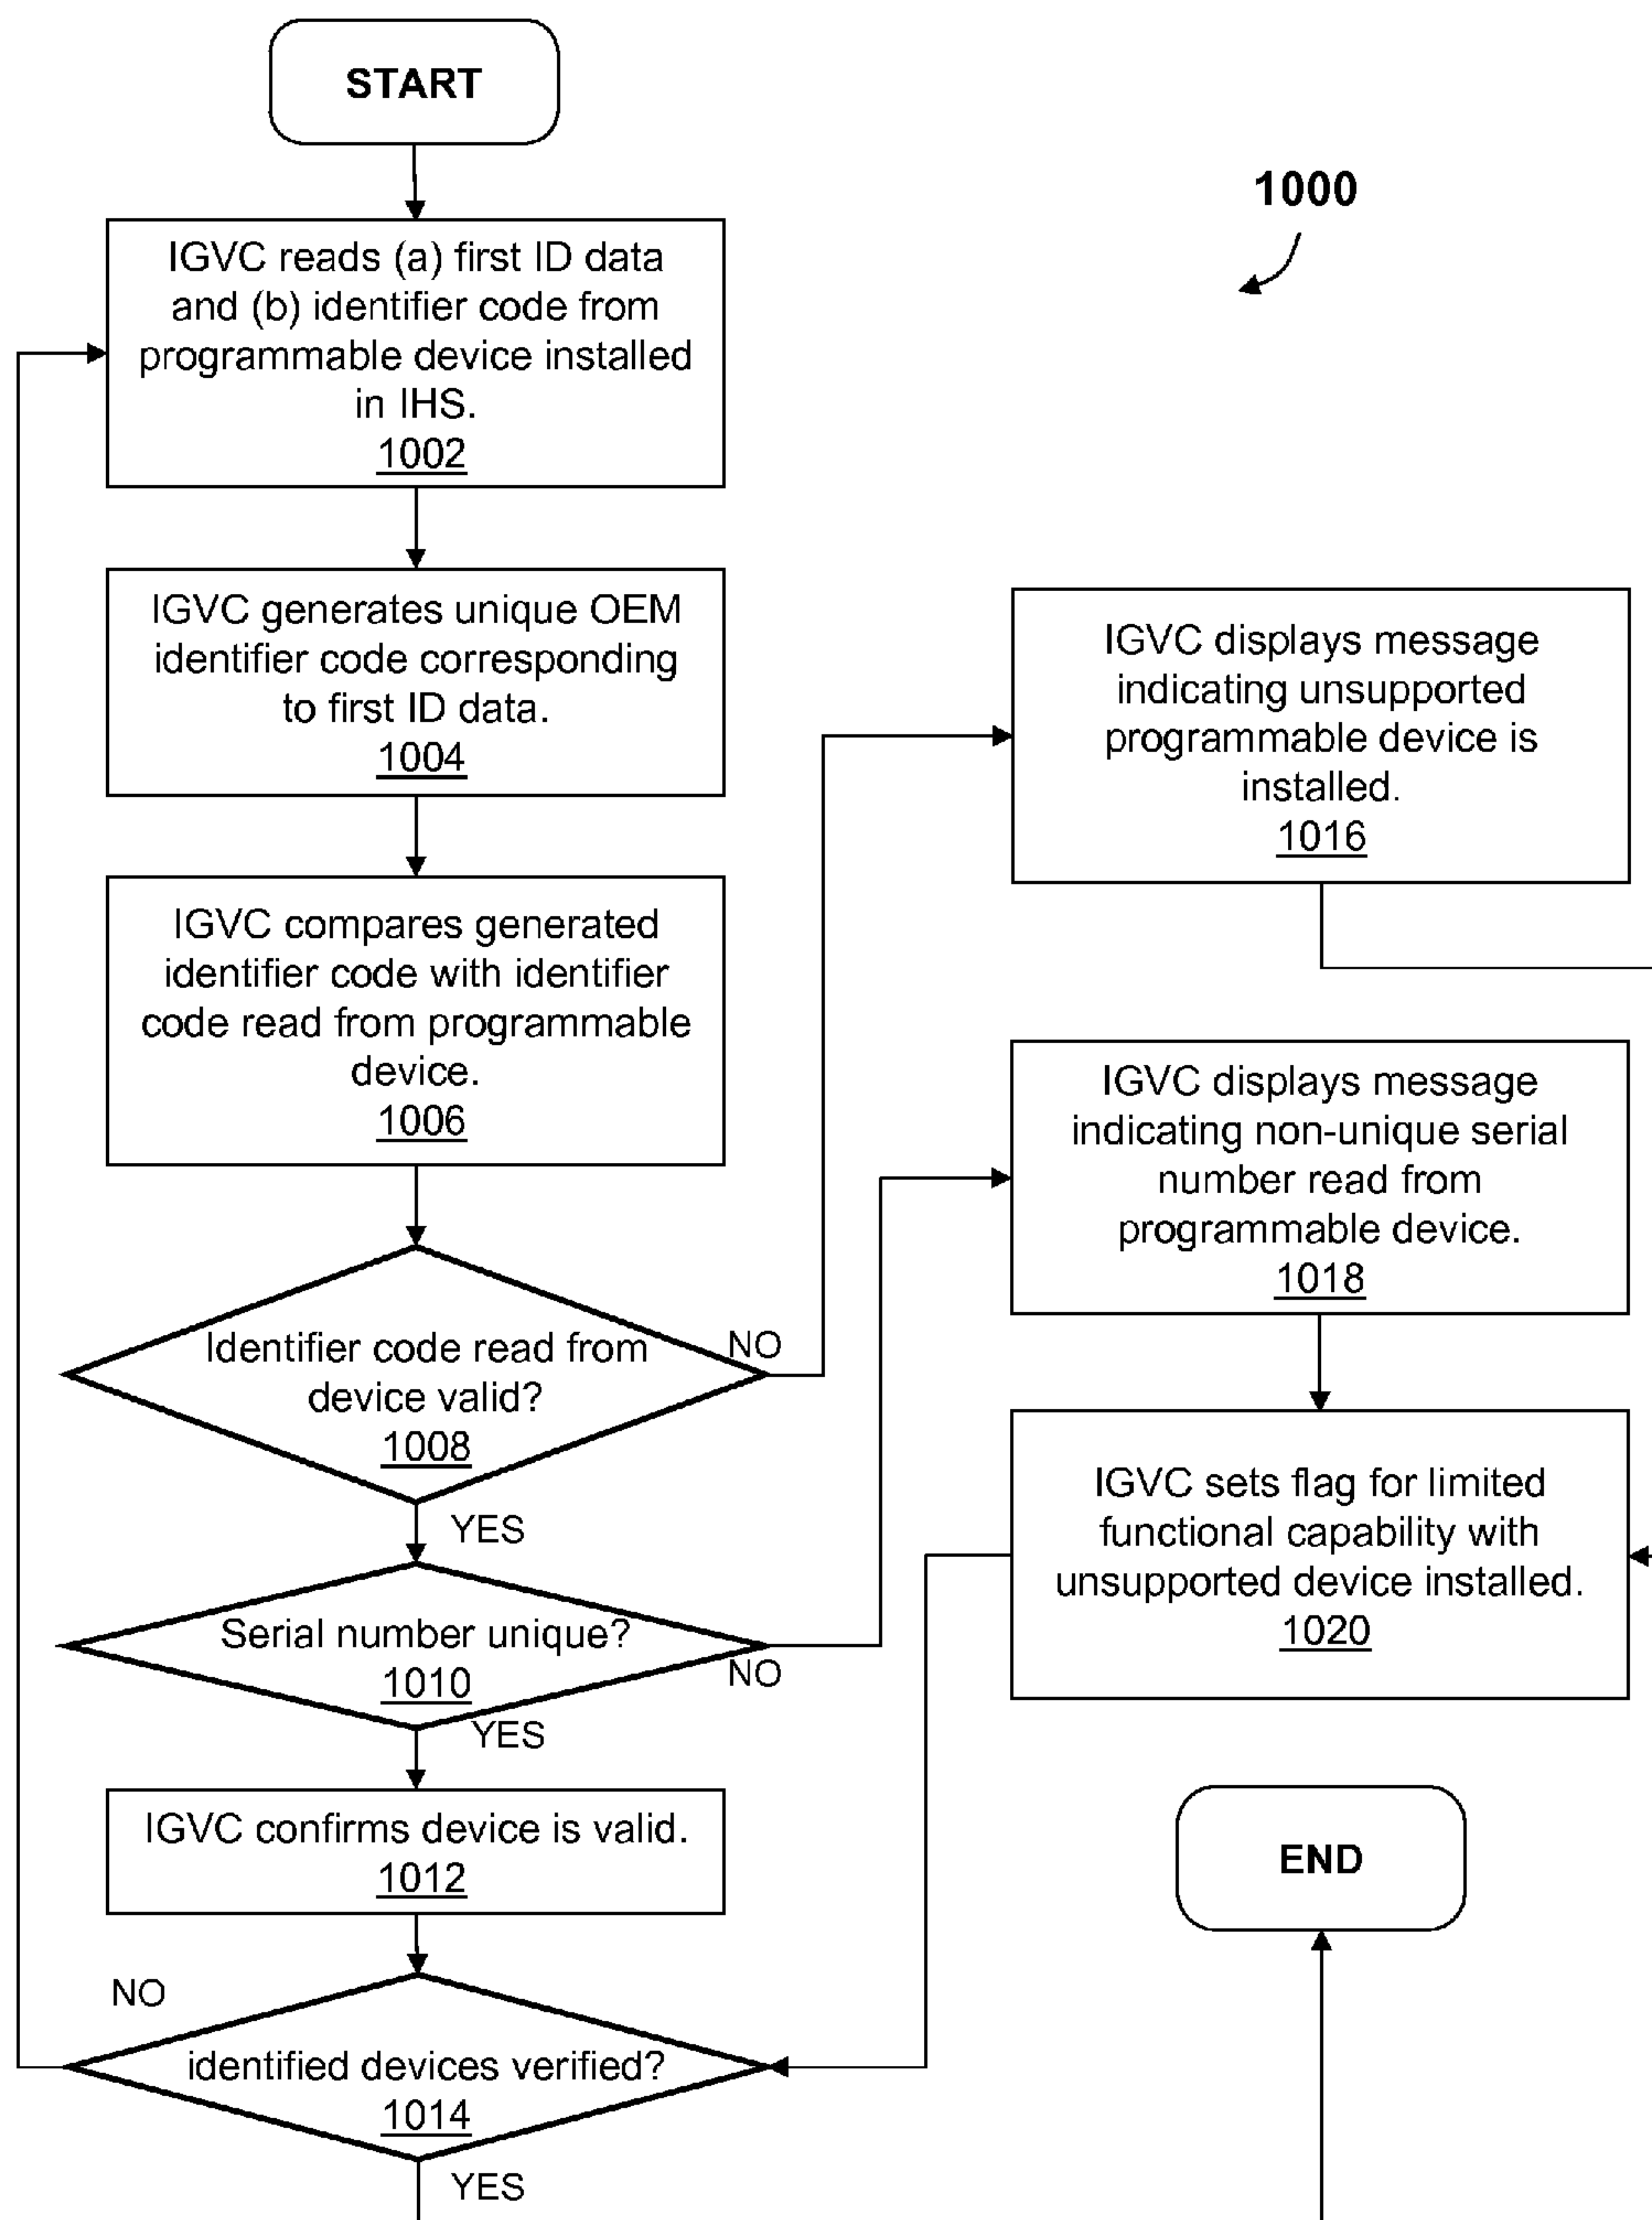 START
1000
IGVC reads (a) first ID data
and (b) identifier code from
programmable device installed
in IHS.
1002
IGVC generates unique OEM
identifier code corresponding
to first ID data.
1004
IGVC compares generated
identifier code with identifier
code read from programmable
device.
1006
Identifier code read from
device valid?
1008
NO
YES
Serial number unique?
1010
NO
YES
IGVC confirms device is valid.
1012
NO
identified devices verified?
1014
YES
IGVC displays message
indicating unsupported
programmable device is
installed.
1016
IGVC displays message
indicating non-unique serial
number read from
programmable device.
1018
IGVC sets flag for limited
functional capability with
unsupported device installed.
1020
END